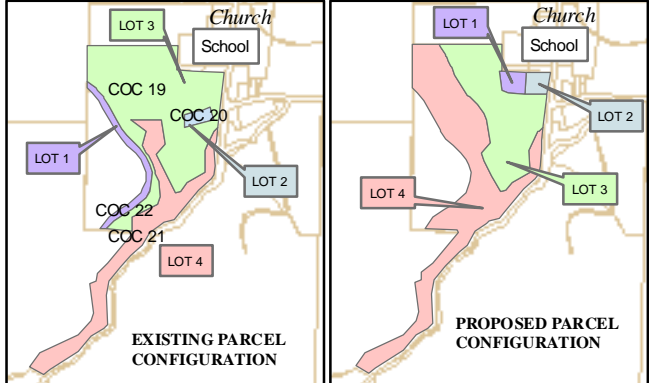 Church
LOT 3
School
COC 19
COC 20
LOT 1
LOT 2
COC 22
COC 21
LOT 4
EXISTING PARCEL
CONFIGURATION
Church
LOT 1
School
LOT 2
LOT 4
LOT 3
PROPOSED PARCEL
CONFIGURATION